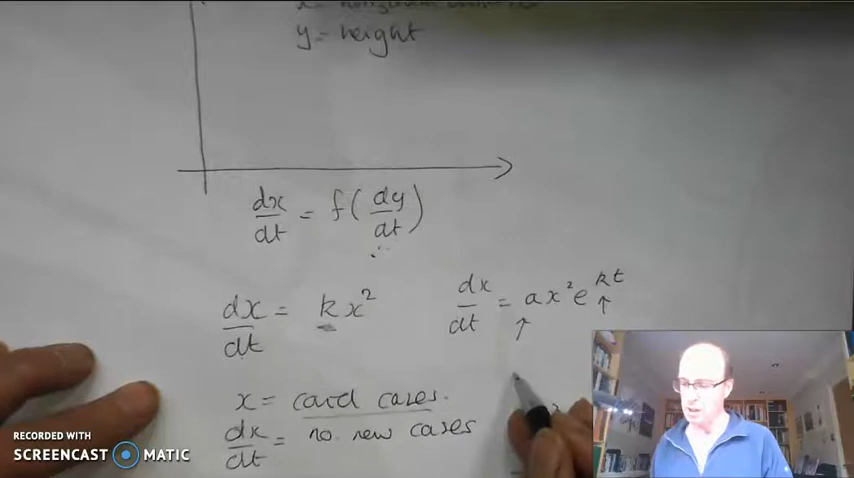 y = height
dx/dt = f(dy/dt)
dx/dt = kx² dx/dt = ax²e^kt
x = covid cases.
dx/dt = no. new cases
RECORDED WITH
SCREENCAST O MATIC